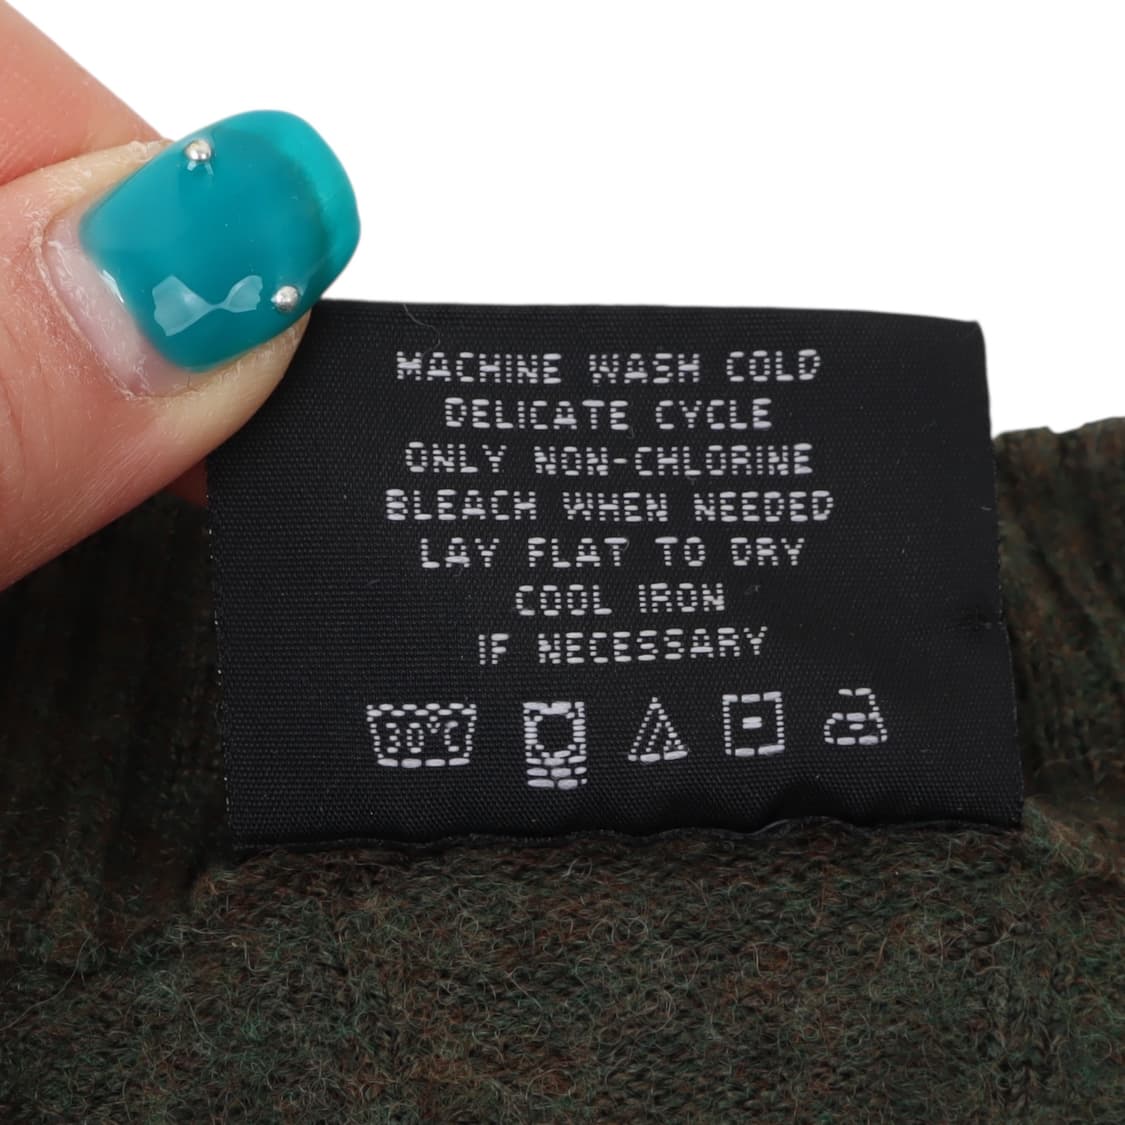 MACHINE WASH COLD
DELICATE CYCLE
ONLY NON-CHLORINE
BLEACH WHEN NEEDED
LAY FLAT TO DRY
COOL IRON
IF NECESSARY
30°C